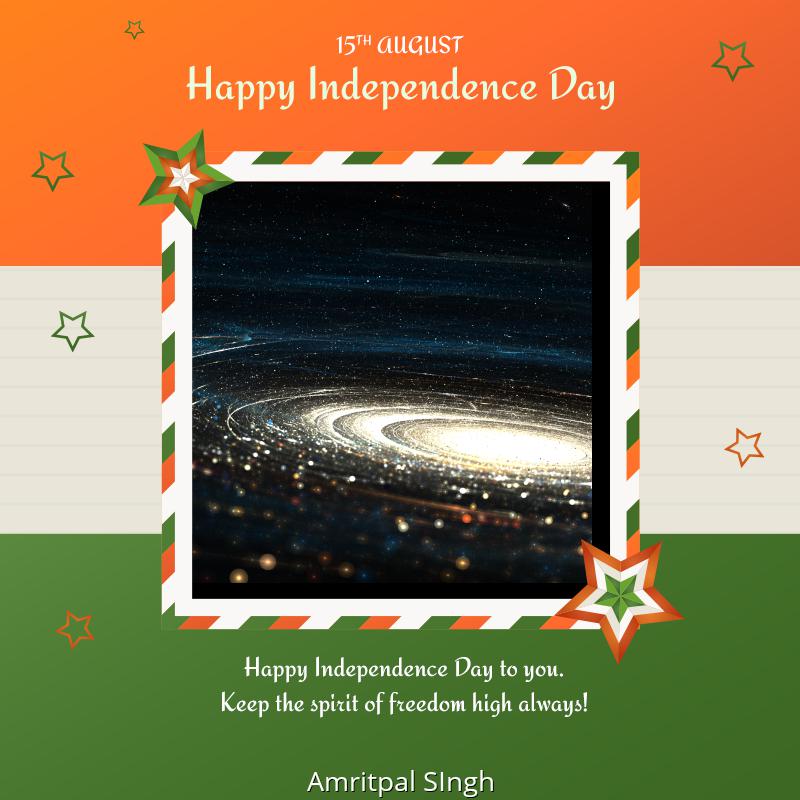 15TH AUGUST
Happy Independence Day
Happy Independence Day to you.
Keep the spirit of freedom high always!
Amritpal SIngh